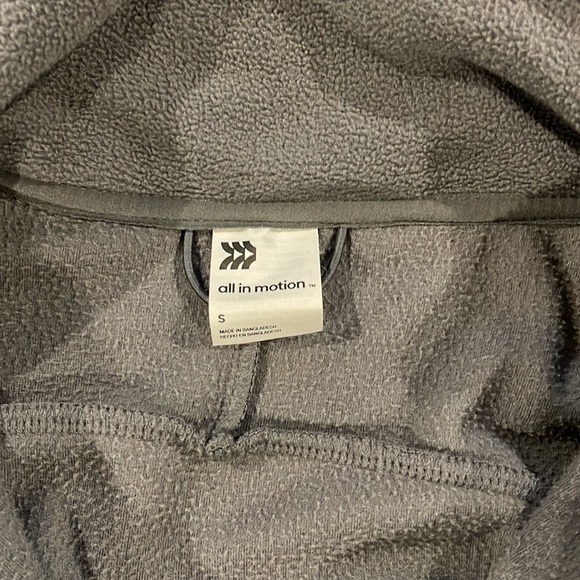 all in motion ™
S
MADE IN BANGLADESH
HECHO EN BANGLADESH